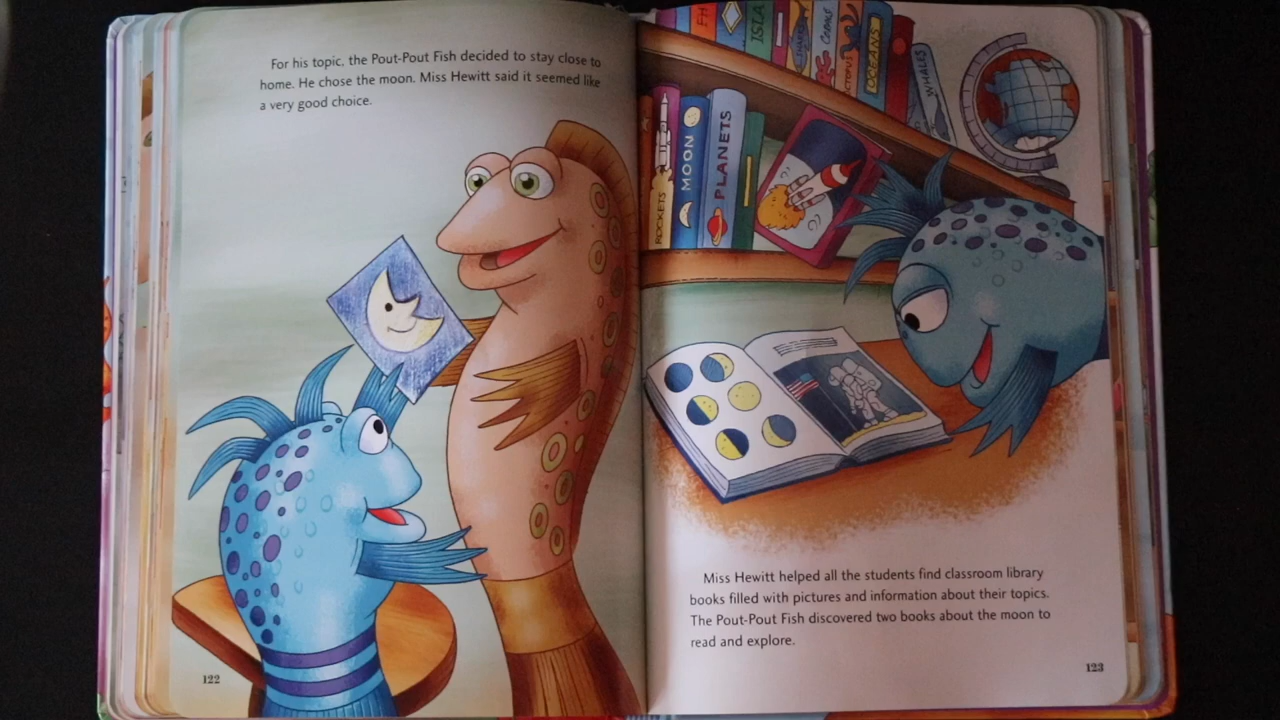 For his topic, the Pout-Pout Fish decided to stay close to
home. He chose the moon. Miss Hewitt said it seemed like
a very good choice.
122
ISLA
OCEANS
WHALES
ROCKETS
MOON
PLANETS
Miss Hewitt helped all the students find classroom library
books filled with pictures and information about their topics.
The Pout-Pout Fish discovered two books about the moon to
read and explore.
123